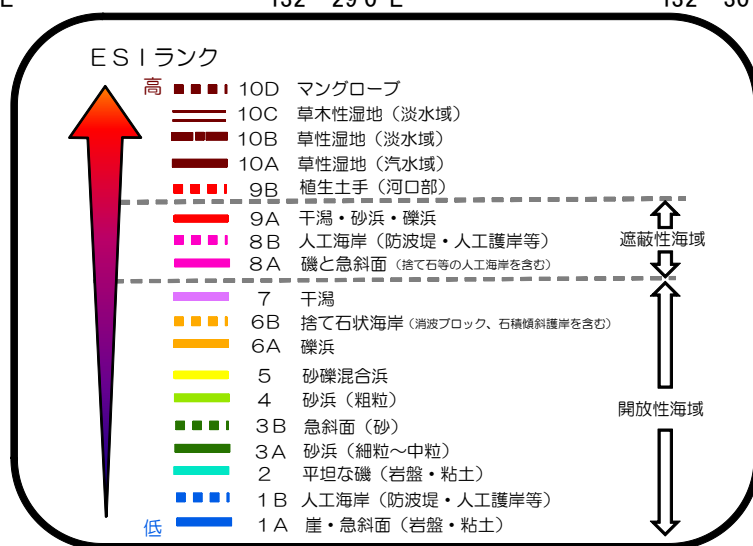 132° 29'0"E
ESIランク
高 10D マングローブ
10C 草木性湿地（淡水域）
10B 草性湿地（淡水域）
10A 草性湿地（汽水域）
9B 植生土手（河口部）
9A 干潟・砂浜・礫浜
8B 人工海岸（防波堤・人工護岸等）
遮蔽性海域
8A 磯と急斜面（捨て石等の人工海岸を含む）
7 干潟
6B 捨て石状海岸（消波ブロック、石積傾斜護岸を含む）
6A 礫浜
5 砂礫混合浜
4 砂浜（粗粒）
開放性海域
3B 急斜面（砂）
3A 砂浜（細粒～中粒）
2 平坦な磯（岩盤・粘土）
1B 人工海岸（防波堤・人工護岸等）
低 1A 崖・急斜面（岩盤・粘土）